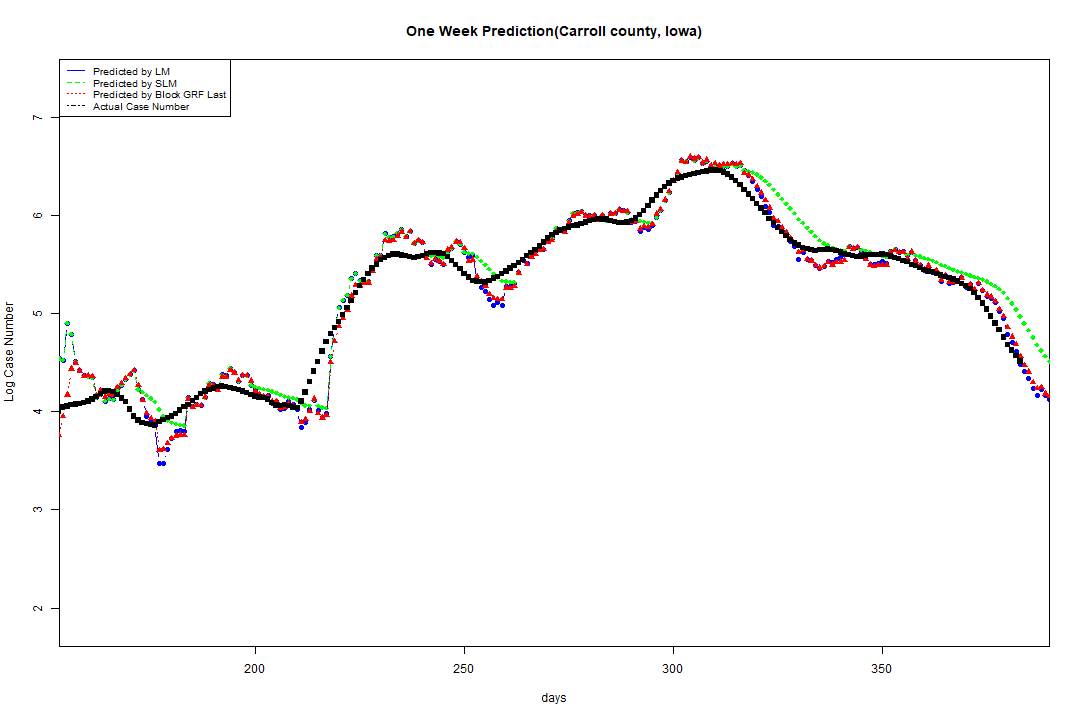 One Week Prediction(Carroll county, Iowa)
Predicted by LM
Predicted by SLM
Predicted by Block GRF Last
Actual Case Number
7
6
5
4
3
2
Log Case Number
200 250 300 350
days